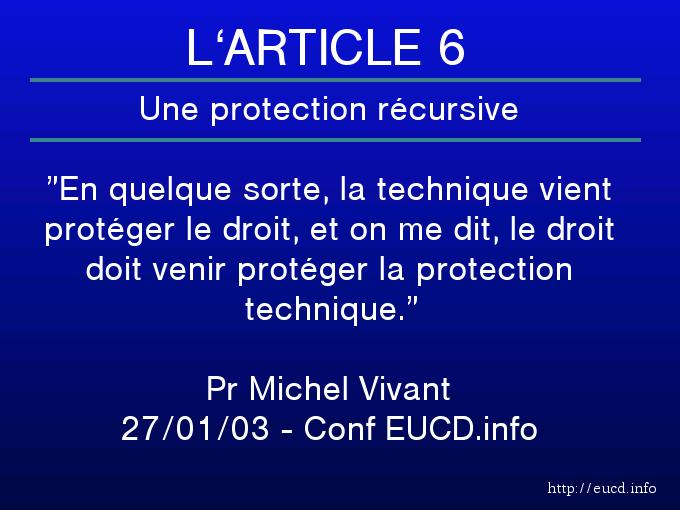 L‘ARTICLE 6
Une protection récursive
”En quelque sorte, la technique vient
protéger le droit, et on me dit, le droit
doit venir protéger la protection
technique.”
Pr Michel Vivant
27/01/03 - Conf EUCD.info
http://eucd.info